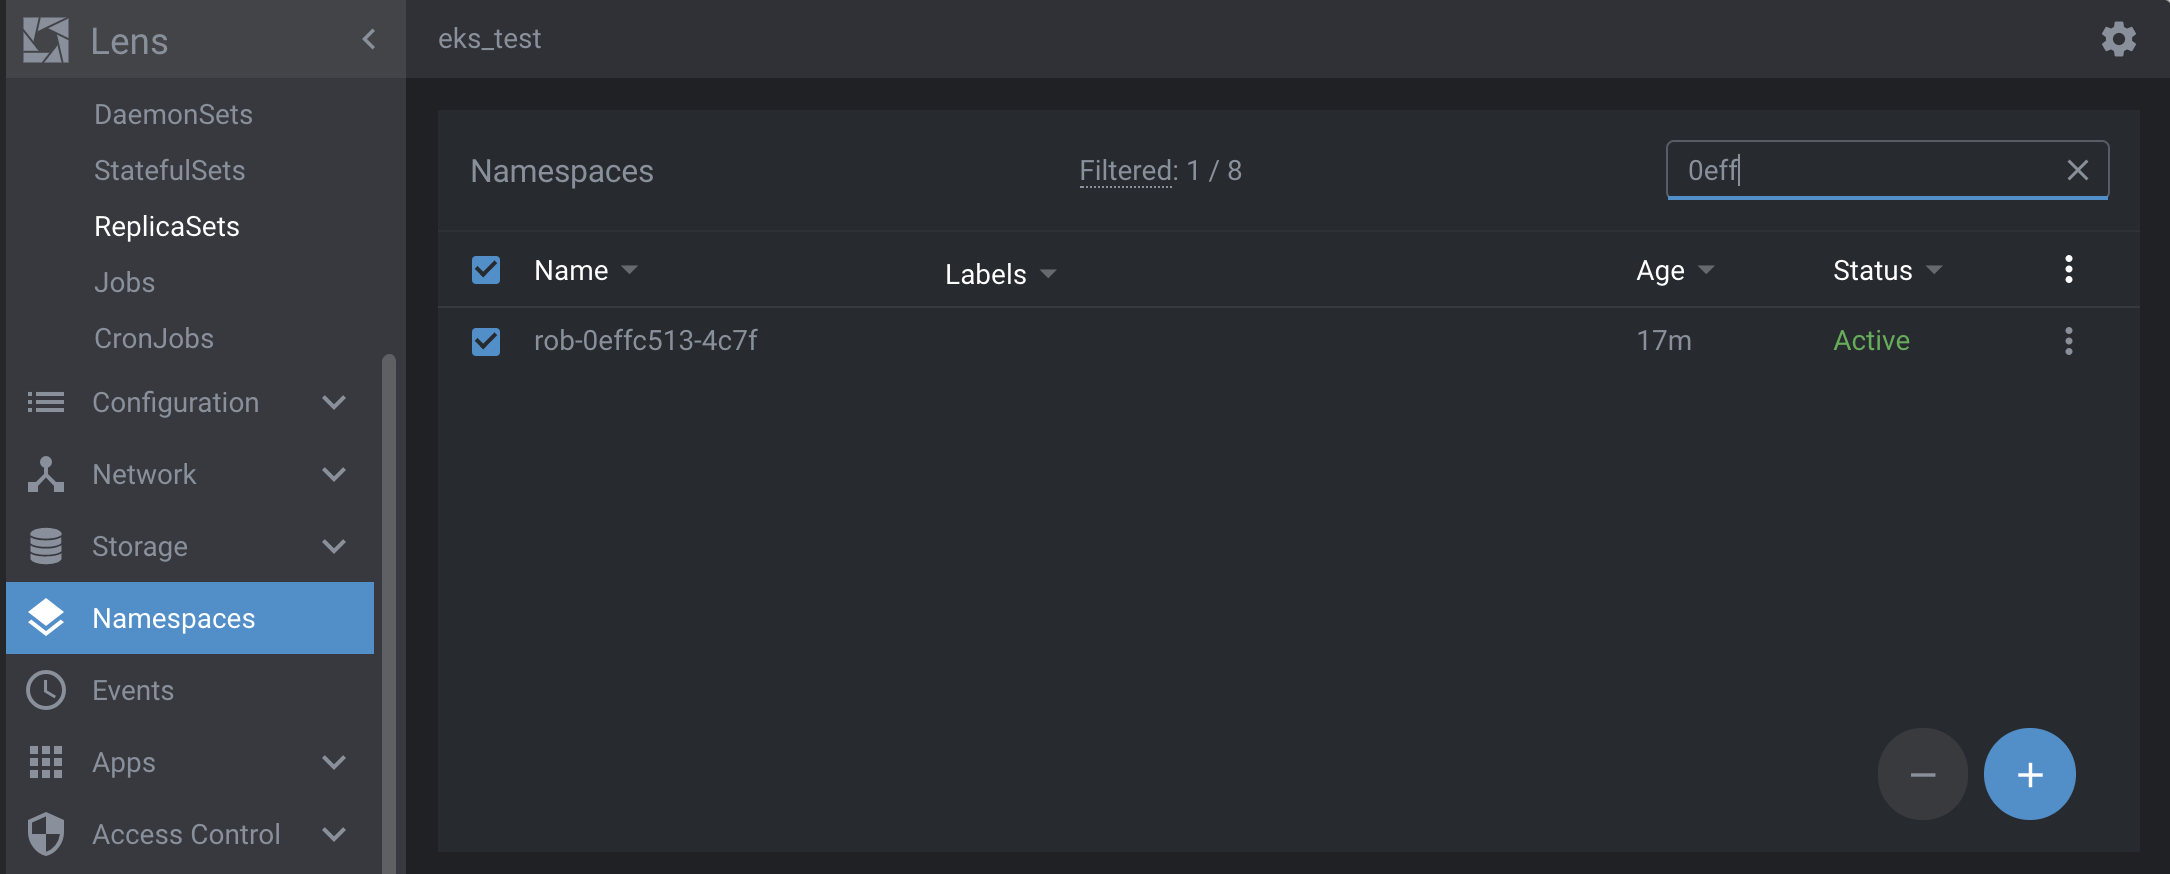 Lens
DaemonSets
StatefulSets
ReplicaSets
Jobs
CronJobs
Configuration
Network
Storage
Namespaces
Events
Apps
Access Control
eks_test
Namespaces
Filtered: 1 / 8
0eff
Name Labels Age Status
rob-0effc513-4c7f 17m Active